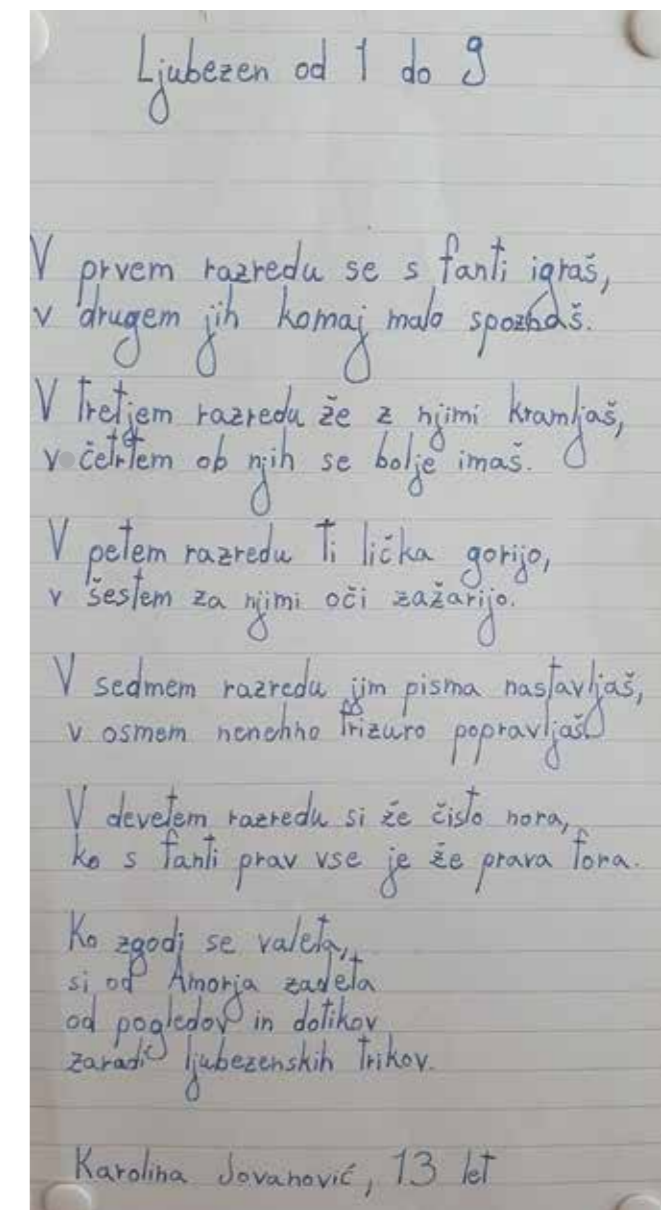 Ljubezen od 1 do 9
V prvem razredu se s fanti igraš,
v drugem jih komaj malo spoznaš.
V tretjem razredu že z njimi kramljaš,
v četrtem ob njih se bolje imaš.
V petem razredu ti lička gorijo,
v šestem za njimi oči zažarijo.
V sedmem razredu jim pisma nastavljaš,
v osmem nenehno frizuro popravljaš.
V devetem razredu si že čisto nora,
ko s fanti prav vse je že prava fora.
Ko zgodi se valeta,
si od Amorja zadeta
od pogledov in dotikov
zaradi ljubezenskih trikov.
Karolina Jovanović, 13 let